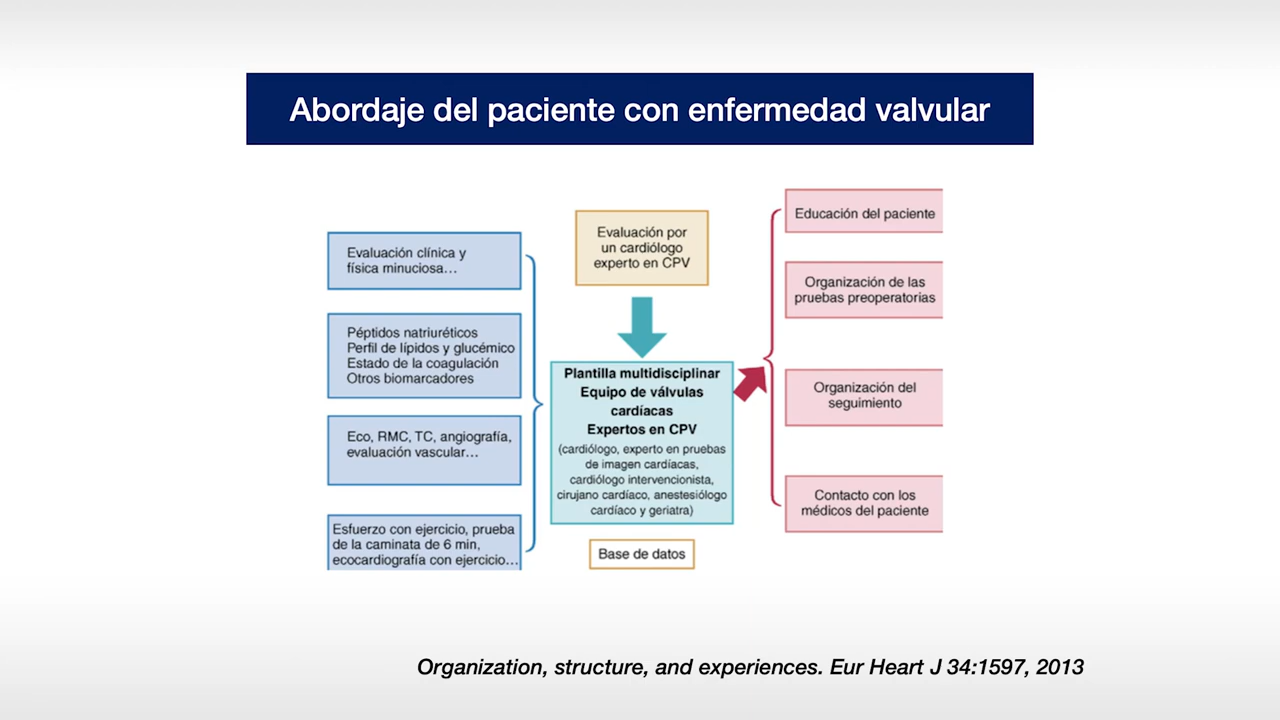 Abordaje del paciente con enfermedad valvular
Evaluación clínica y
física minuciosa…
Péptidos natriuréticos
Perfil de lípidos y glucémico
Estado de la coagulación
Otros biomarcadores
Eco, RMC, TC, angiografía,
evaluación vascular…
Esfuerzo con ejercicio, prueba
de la caminata de 6 min,
ecocardiografía con ejercicio…
Evaluación por
un cardiólogo
experto en CPV
Plantilla multidisciplinar
Equipo de válvulas
cardíacas
Expertos en CPV
(cardiólogo, experto en pruebas
de imagen cardíacas,
cardiólogo intervencionista,
cirujano cardíaco, anestesiólogo
cardíaco y geriatra)
Base de datos
Educación del paciente
Organización de las
pruebas preoperatorias
Organización del
seguimiento
Contacto con los
médicos del paciente
Organization, structure, and experiences. Eur Heart J 34:1597, 2013